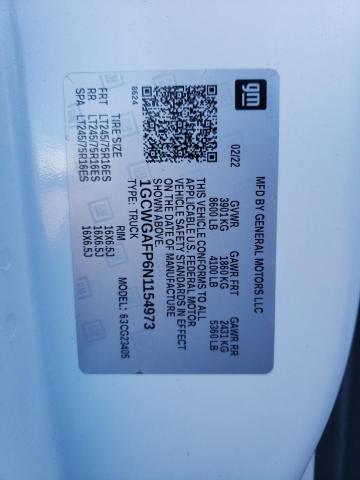 gm
MFD BY GENERAL MOTORS LLC
02/22 GVWR GAWR FRT GAWR RR
3901 KG 1860 KG 2431 KG
8600 LB 4100 LB 5360 LB
THIS VEHICLE CONFORMS TO ALL
APPLICABLE U.S. FEDERAL MOTOR
VEHICLE SAFETY STANDARDS IN EFFECT
ON THE DATE OF MANUFACTURE
SHOWN ABOVE.
1GCWGAFP6N1154973
TYPE: TRUCK MODEL: 63CG23405
8624 TIRE SIZE RIM
FRT LT245/75R16ES 16X6.5J
RR LT245/75R16ES 16X6.5J
SPA LT245/75R16ES 16X6.5J